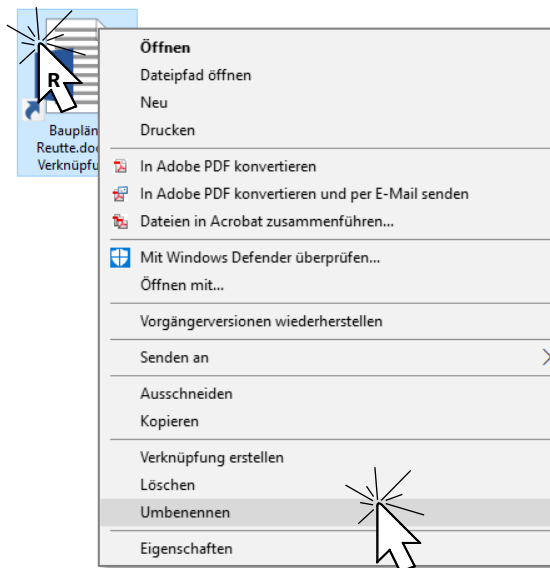 R
Bauplän
Reutte.do
Verknüpfu
Öffnen
Dateipfad öffnen
Neu
Drucken
In Adobe PDF konvertieren
In Adobe PDF konvertieren und per E-Mail senden
Dateien in Acrobat zusammenführen...
Mit Windows Defender überprüfen...
Öffnen mit...
Vorgängerversionen wiederherstellen
Senden an
Ausschneiden
Kopieren
Verknüpfung erstellen
Löschen
Umbenennen
Eigenschaften